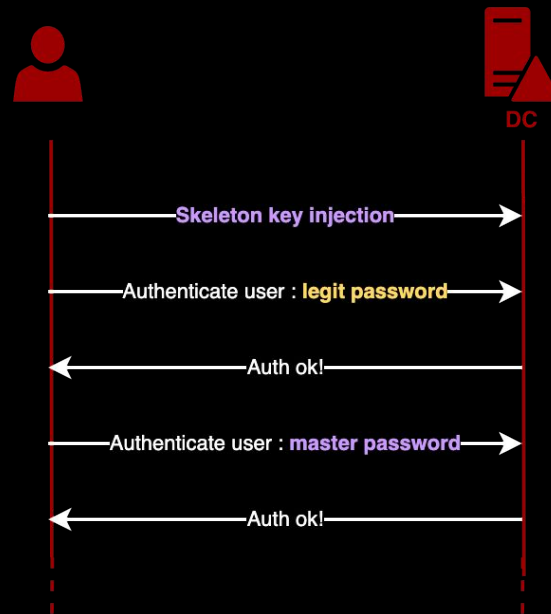 DC
Skeleton key injection
Authenticate user : legit password
Auth ok!
Authenticate user : master password
Auth ok!